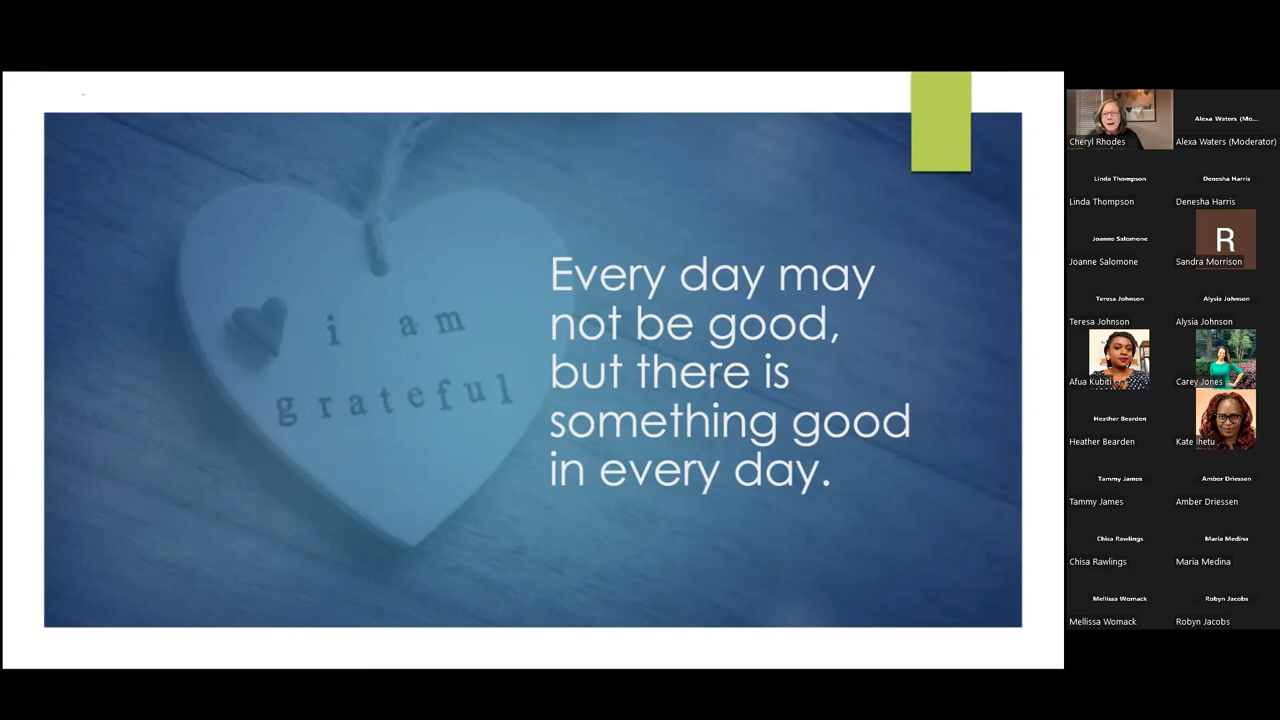 i am
grateful
Every day may
not be good,
but there is
something good
in every day.
Cheryl Rhodes
Alexa Waters (Mo...
Alexa Waters (Moderator)
Linda Thompson
Linda Thompson
Denesha Harris
Denesha Harris
Joanne Salomone
Joanne Salomone
R
Sandra Morrison
Teresa Johnson
Teresa Johnson
Alysia Johnson
Alysia Johnson
Afua Kubiti
Carey Jones
Heather Bearden
Heather Bearden
Kate Ihetu
Tammy James
Tammy James
Amber Driessen
Amber Driessen
Chisa Rawlings
Chisa Rawlings
Maria Medina
Maria Medina
Mellissa Womack
Mellissa Womack
Robyn Jacobs
Robyn Jacobs